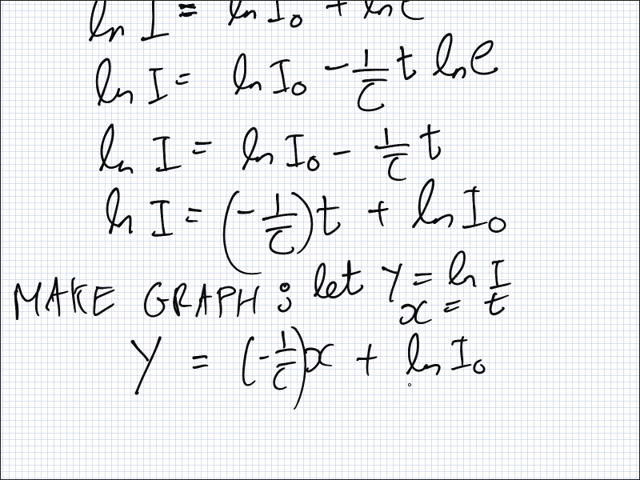 ln I = ln I₀ + ln e
ln I = ln I₀ - 1/C t ln e
ln I = ln I₀ - 1/C t
ln I = (-1/C)t + ln I₀
MAKE GRAPH : let Y = ln I
x = t
Y = (-1/C)x + ln I₀